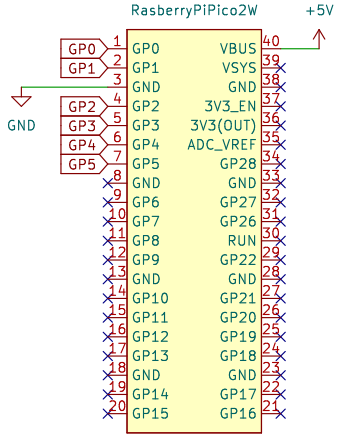 RasberryPiPico2W +5V
GP0 1 GP0 VBUS 40
GP1 2 GP1 VSYS 39
3 GND GND 38
GP2 4 GP2 3V3_EN 37
GND GP3 5 GP3 3V3(OUT) 36
GP4 6 GP4 ADC_VREF 35
GP5 7 GP5 GP28 34
8 GND GND 33
9 GP6 GP27 32
10 GP7 GP26 31
11 GP8 RUN 30
12 GP9 GP22 29
13 GND GND 28
14 GP10 GP21 27
15 GP11 GP20 26
16 GP12 GP19 25
17 GP13 GP18 24
18 GND GND 23
19 GP14 GP17 22
20 GP15 GP16 21